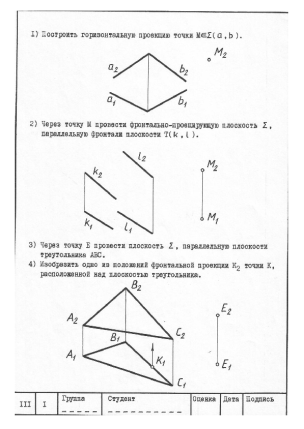 1) Построить горизонтальную проекцию точки M∈Σ(a,b).
M2
a2
b2
a1
b1
2) Через точку М провести фронтально-проецирующую плоскость Σ,
параллельную фронтали плоскости Т(k,l).
l2
k2
M2
k1
l1
M1
3) Через точку Е провести плоскость Σ, параллельную плоскости
треугольника АВС.
4) Изобразить одно из положений фронтальной проекции К2 точки К,
расположенной над плоскостью треугольника.
B2
A2
E2
C2
B1
A1
K1
E1
C1
III
I
Группа
Студент
Оценка
Дата
Подпись